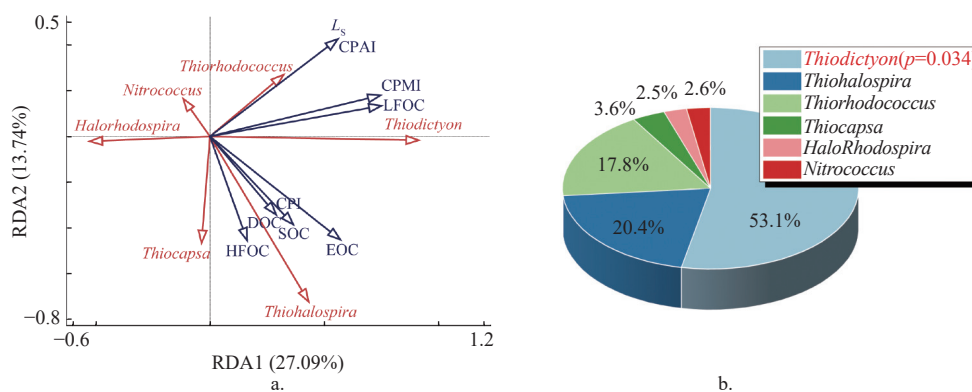 0.5
−0.8
−0.6
1.2
RDA2 (13.74%)
RDA1 (27.09%)
L_S
CPAI
Thiorhodococcus
CPMI
Nitrococcus
LFOC
Halorhodospira
Thiodictyon
CPI
DOC
SOC
HFOC
EOC
Thiocapsa
Thiohalospira
a.
Thiodictyon(p=0.034
Thiohalospira
Thiorhodococcus
Thiocapsa
HaloRhodospira
Nitrococcus
3.6%
2.5%
2.6%
17.8%
20.4%
53.1%
b.